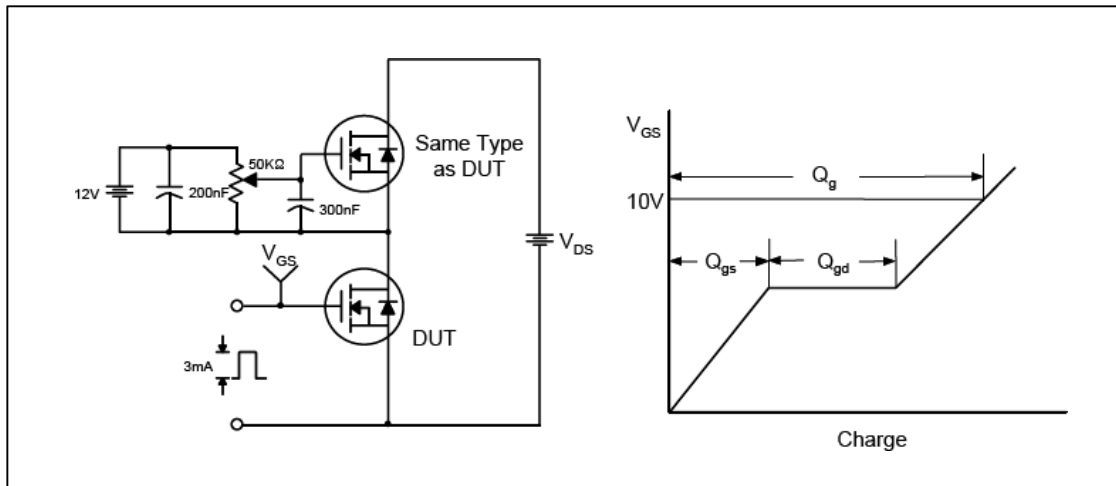 Same Type
as DUT
50KΩ
12V
200nF
300nF
V_DS
V_GS
DUT
3mA
V_GS
10V
Q_g
Q_gs
Q_gd
Charge